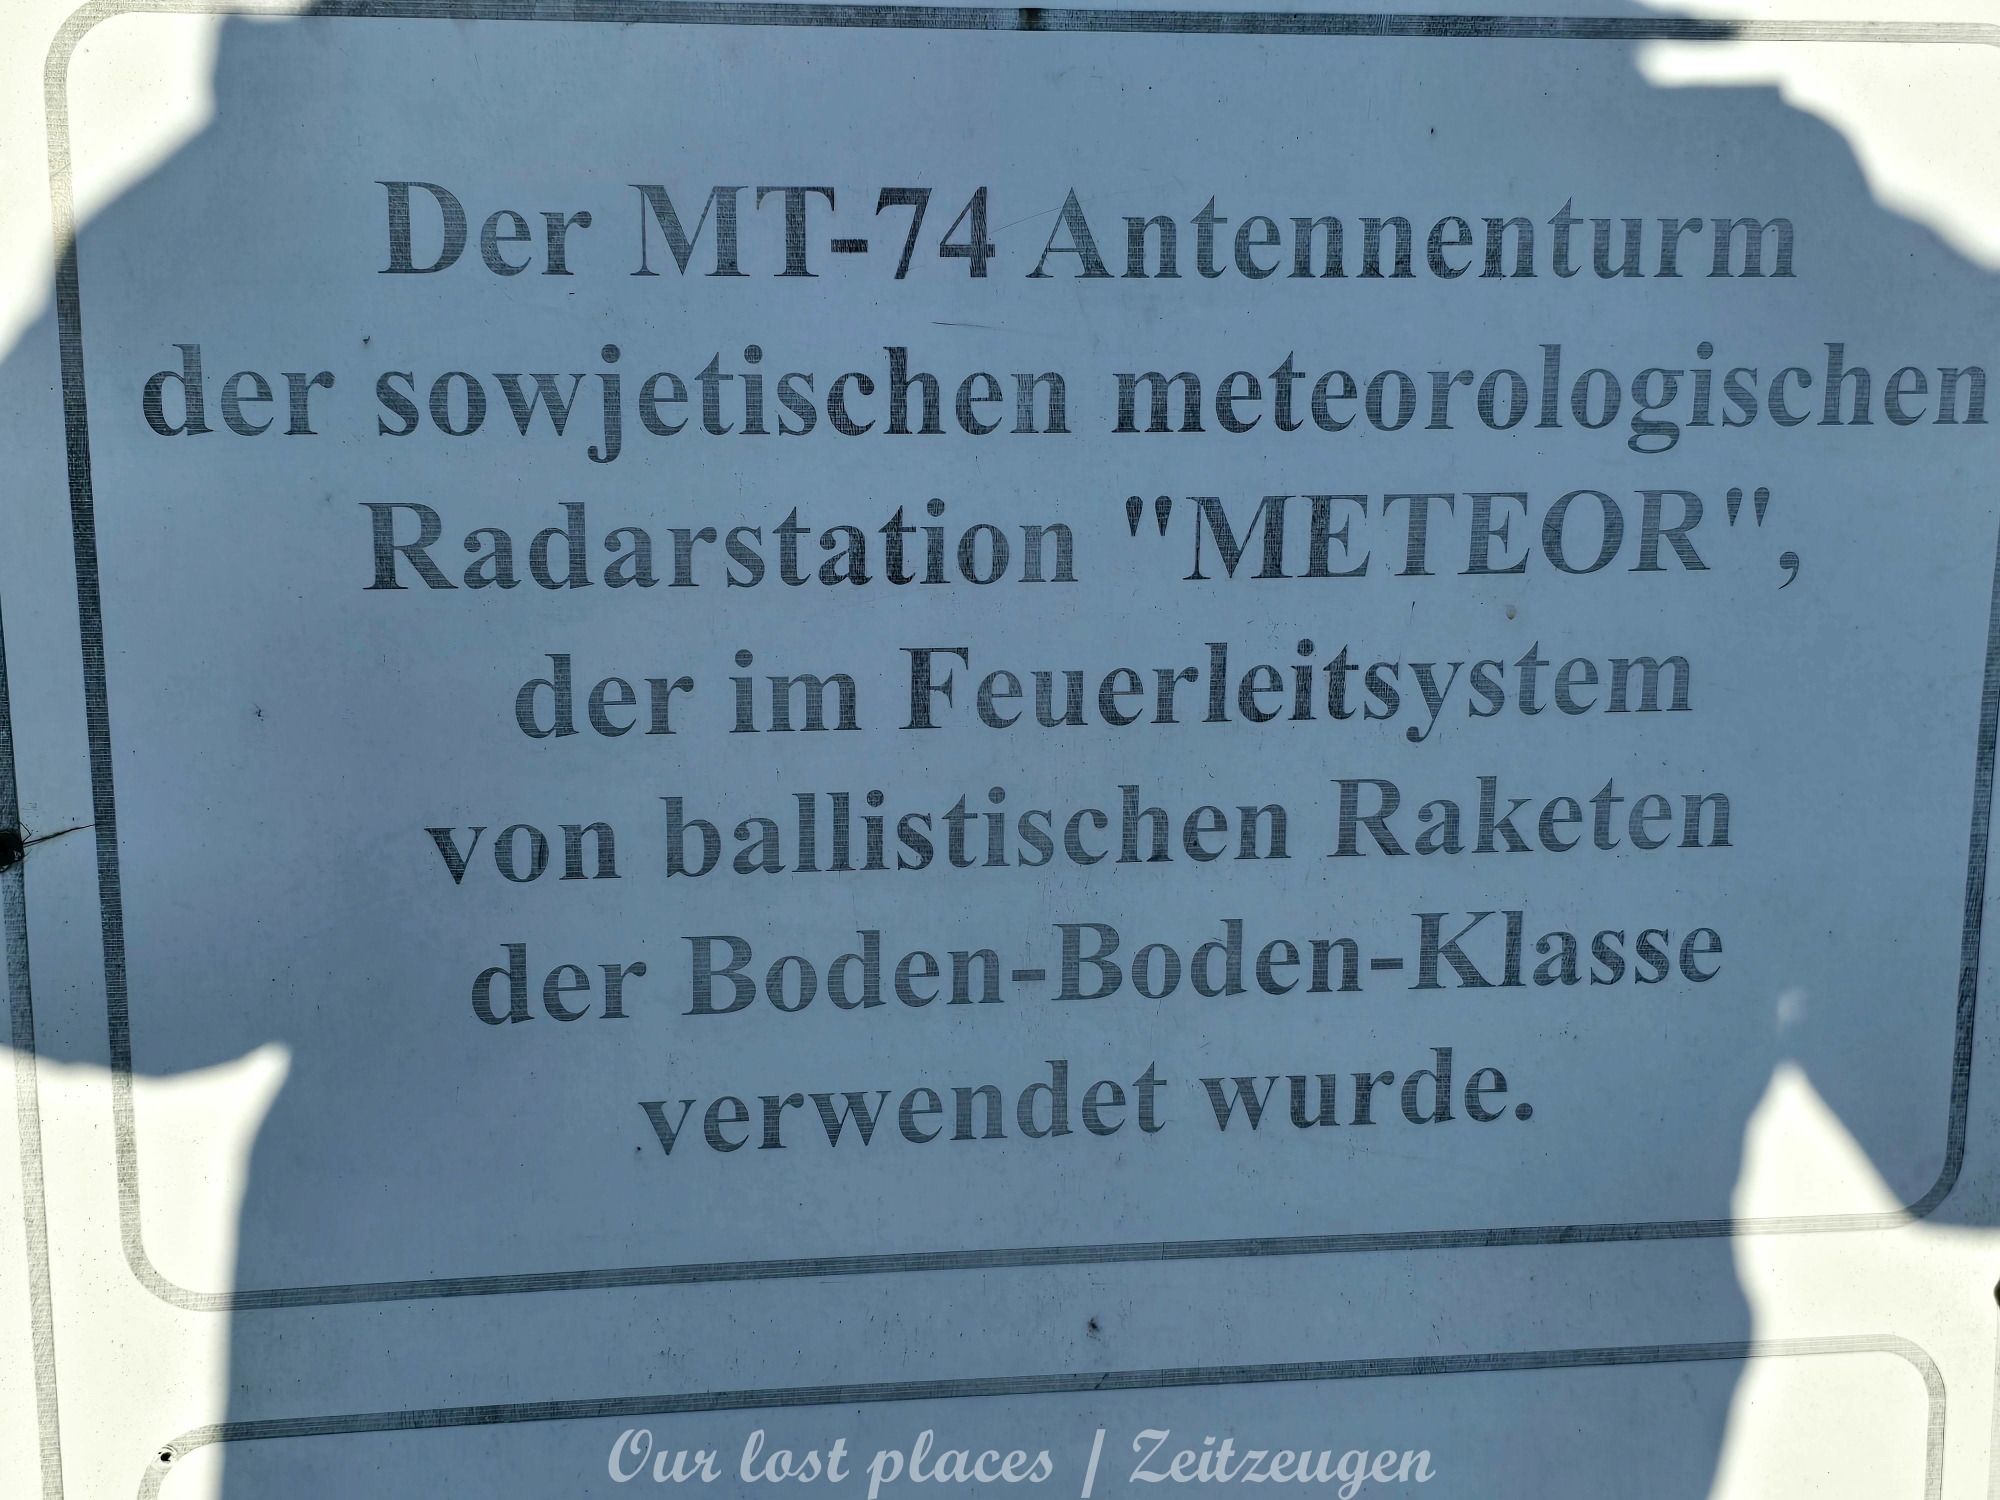 Der MT-74 Antennenturm
der sowjetischen meteorologischen
Radarstation "METEOR",
der im Feuerleitsystem
von ballistischen Raketen
der Boden-Boden-Klasse
verwendet wurde.
Our lost places | Zeitzeugen